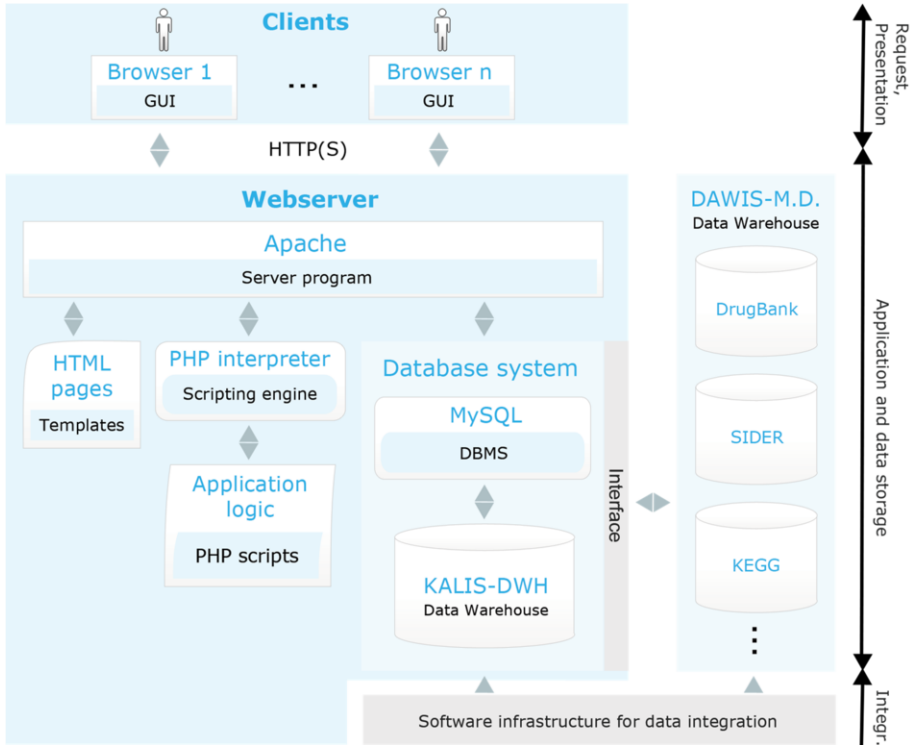 Clients
Browser 1
GUI
...
Browser n
GUI
Request,
Presentation
HTTP(S)
Webserver
Apache
Server program
HTML
pages
Templates
PHP interpreter
Scripting engine
Application
logic
PHP scripts
Database system
MySQL
DBMS
KALIS-DWH
Data Warehouse
Interface
DAWIS-M.D.
Data Warehouse
DrugBank
SIDER
KEGG
...
Application and data storage
Software infrastructure for data integration
Integr.